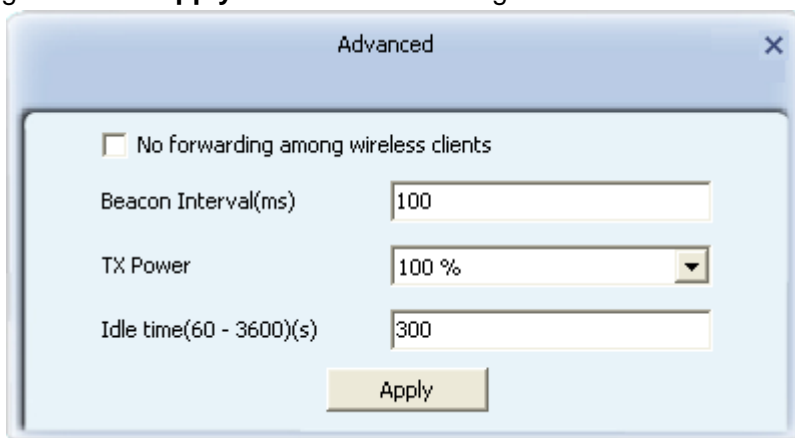 Apply
Advanced
No forwarding among wireless clients
Beacon Interval(ms) 100
TX Power 100 %
Idle time(60 - 3600)(s) 300
Apply